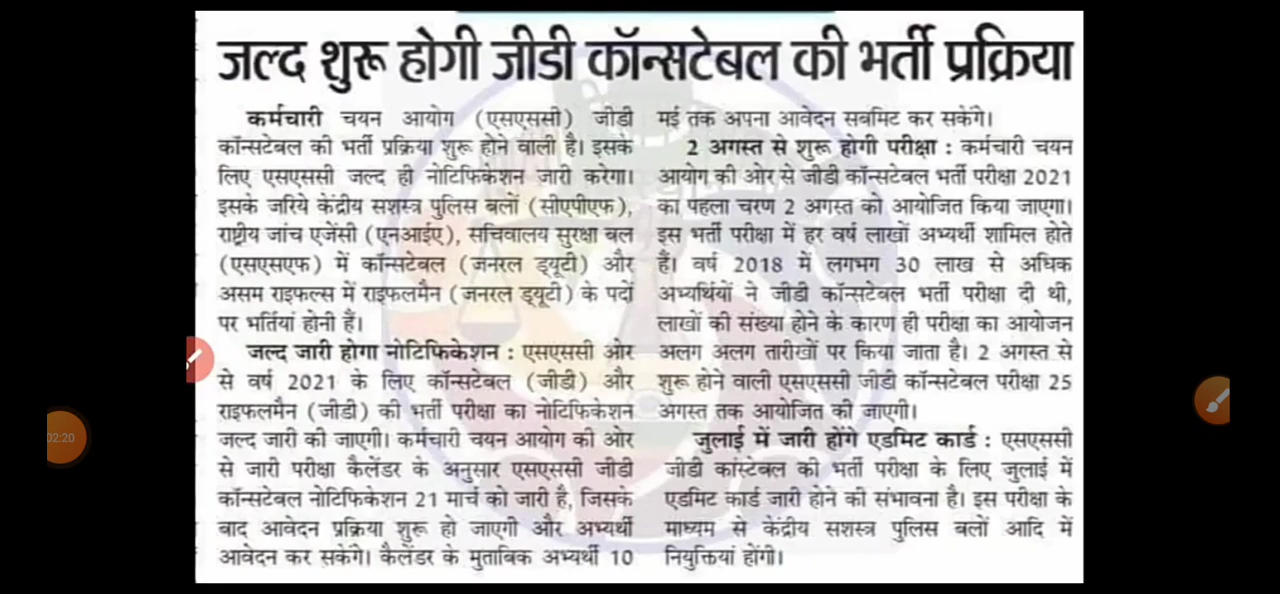 जल्द शुरू होगी जीडी कॉन्सटेबल की भर्ती प्रक्रिया
कर्मचारी चयन आयोग (एसएससी) जीडी
कॉन्सटेबल की भर्ती प्रक्रिया शुरू होने वाली है। इसके
लिए एसएससी जल्द ही नोटिफिकेशन जारी करेगा।
इसके जरिये केंद्रीय सशस्त्र पुलिस बलों (सीएपीएफ),
राष्ट्रीय जांच एजेंसी (एनआईए), सचिवालय सुरक्षा बल
(एसएसएफ) में कॉन्सटेबल (जनरल ड्यूटी) और
असम राइफल्स में राइफलमैन (जनरल ड्यूटी) के पदों
पर भर्तियां होनी हैं।
जल्द जारी होगा नोटिफिकेशन : एसएससी ओर
से वर्ष 2021 के लिए कॉन्सटेबल (जीडी) और
राइफलमैन (जीडी) की भर्ती परीक्षा का नोटिफिकेशन
जल्द जारी की जाएगी। कर्मचारी चयन आयोग की ओर
से जारी परीक्षा कैलेंडर के अनुसार एसएससी जीडी
कॉन्सटेबल नोटिफिकेशन 21 मार्च को जारी है, जिसके
बाद आवेदन प्रक्रिया शुरू हो जाएगी और अभ्यर्थी
आवेदन कर सकेंगे। कैलेंडर के मुताबिक अभ्यर्थी 10
मई तक अपना आवेदन सबमिट कर सकेंगे।
2 अगस्त से शुरू होगी परीक्षा : कर्मचारी चयन
आयोग की ओर से जीडी कॉन्सटेबल भर्ती परीक्षा 2021
का पहला चरण 2 अगस्त को आयोजित किया जाएगा।
इस भर्ती परीक्षा में हर वर्ष लाखों अभ्यर्थी शामिल होते
हैं। वर्ष 2018 में लगभग 30 लाख से अधिक
अभ्यर्थियों ने जीडी कॉन्सटेबल भर्ती परीक्षा दी थी,
लाखों की संख्या होने के कारण ही परीक्षा का आयोजन
अलग अलग तारीखों पर किया जाता है। 2 अगस्त से
शुरू होने वाली एसएससी जीडी कॉन्सटेबल परीक्षा 25
अगस्त तक आयोजित की जाएगी।
जुलाई में जारी होंगे एडमिट कार्ड : एसएससी
जीडी कांस्टेबल की भर्ती परीक्षा के लिए जुलाई में
एडमिट कार्ड जारी होने की संभावना है। इस परीक्षा के
माध्यम से केंद्रीय सशस्त्र पुलिस बलों आदि में
नियुक्तियां होंगी।
02:20